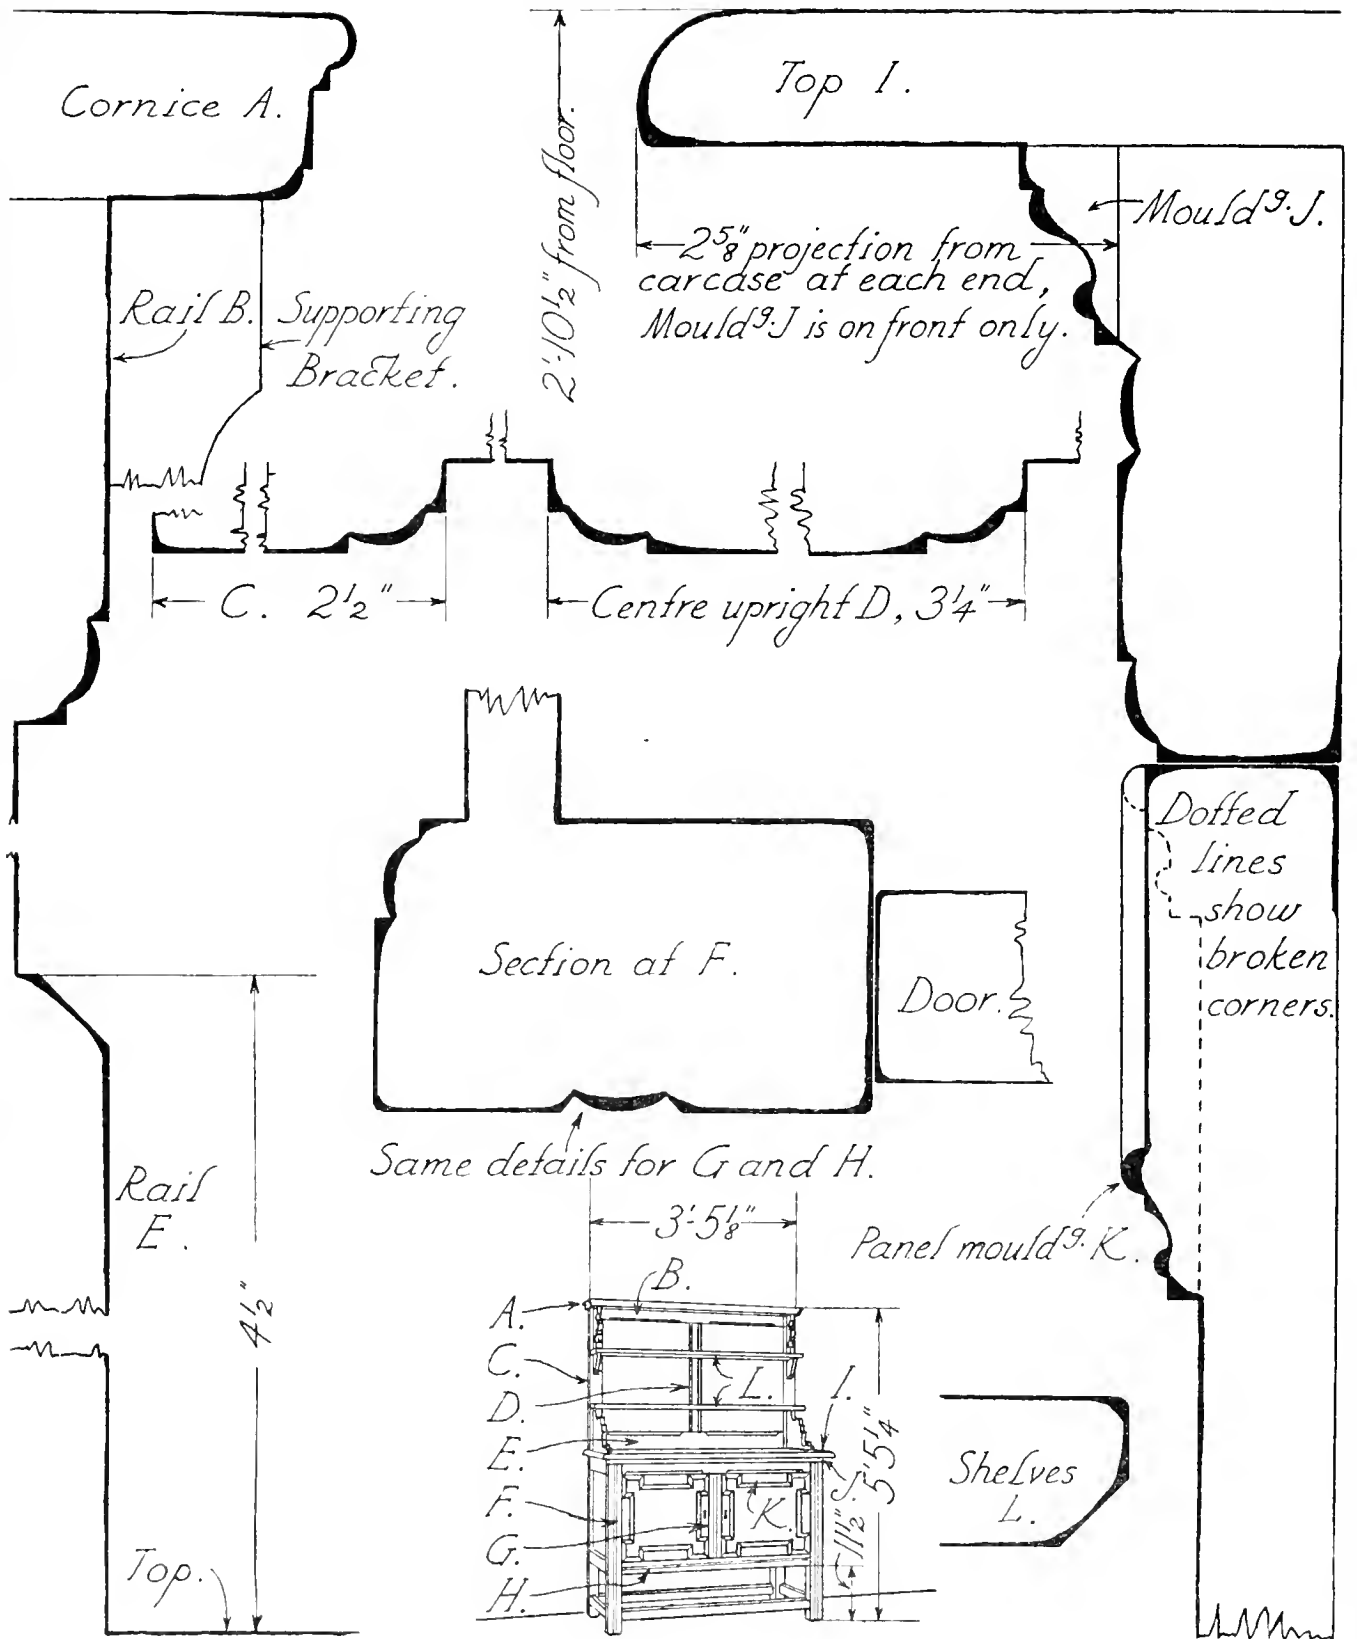 Cornice A.
Top I.
2'-10½" from floor.
Mouldg. J.
2⅝" projection from
carcase at each end,
Mouldg. J is on front only.
Rail B.
Supporting
Bracket.
C. 2½"
Centre upright D, 3¼"
Dotted
lines
show
broken
corners.
Section at F.
Door.
Same details for G and H.
Rail
E.
4½"
3'-5⅛"
Panel mouldg. K.
A.
B.
C.
D.
L.
I.
E.
J.
F.
K.
G.
H.
5'5¼"
11½"
Shelves
L.
Top.